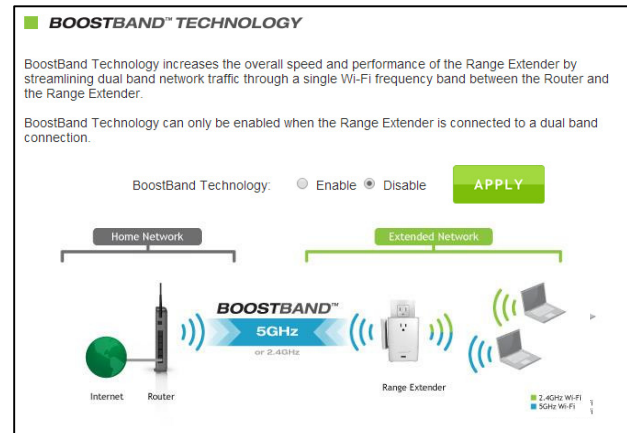 BOOSTBAND™ TECHNOLOGY
BoostBand Technology increases the overall speed and performance of the Range Extender by
streamlining dual band network traffic through a single Wi-Fi frequency band between the Router and
the Range Extender.
BoostBand Technology can only be enabled when the Range Extender is connected to a dual band
connection.
BoostBand Technology: Enable Disable APPLY
Home Network Extended Network
BOOSTBAND™
5GHz
or 2.4GHz
Range Extender
Internet Router
2.4GHz Wi-Fi
5GHz Wi-Fi